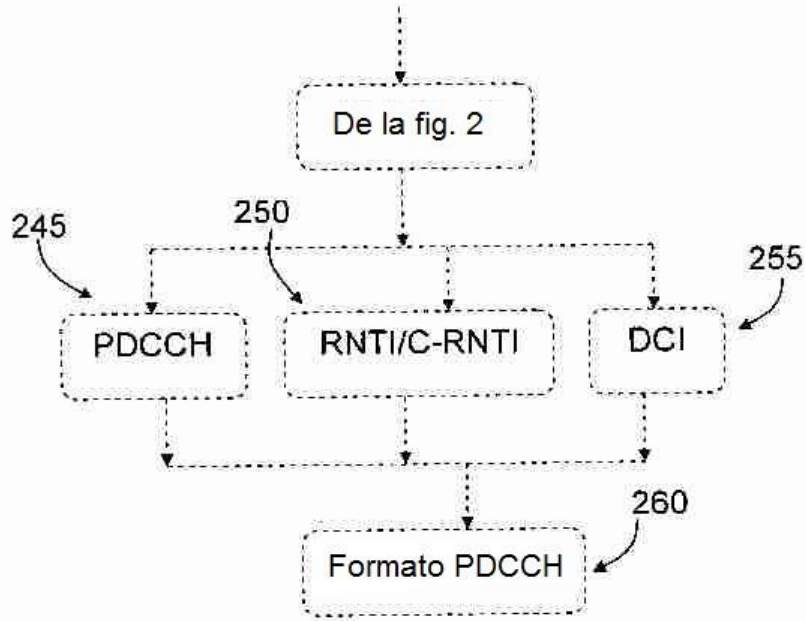 De la fig. 2
245
250
255
PDCCH
RNTI/C-RNTI
DCI
260
Formato PDCCH